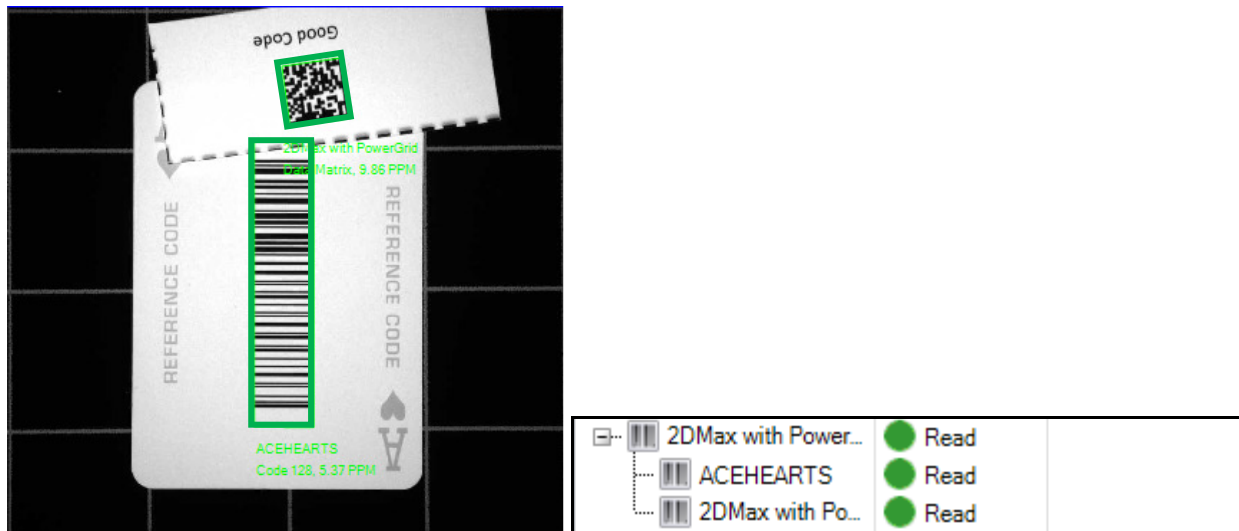 Good Code
2DMax with PowerGrid
Data Matrix, 9.86 PPM
REFERENCE CODE
REFERENCE CODE
A
ACEHEARTS
Code 128, 5.37 PPM
2DMax with Power... Read
ACEHEARTS Read
2DMax with Po... Read